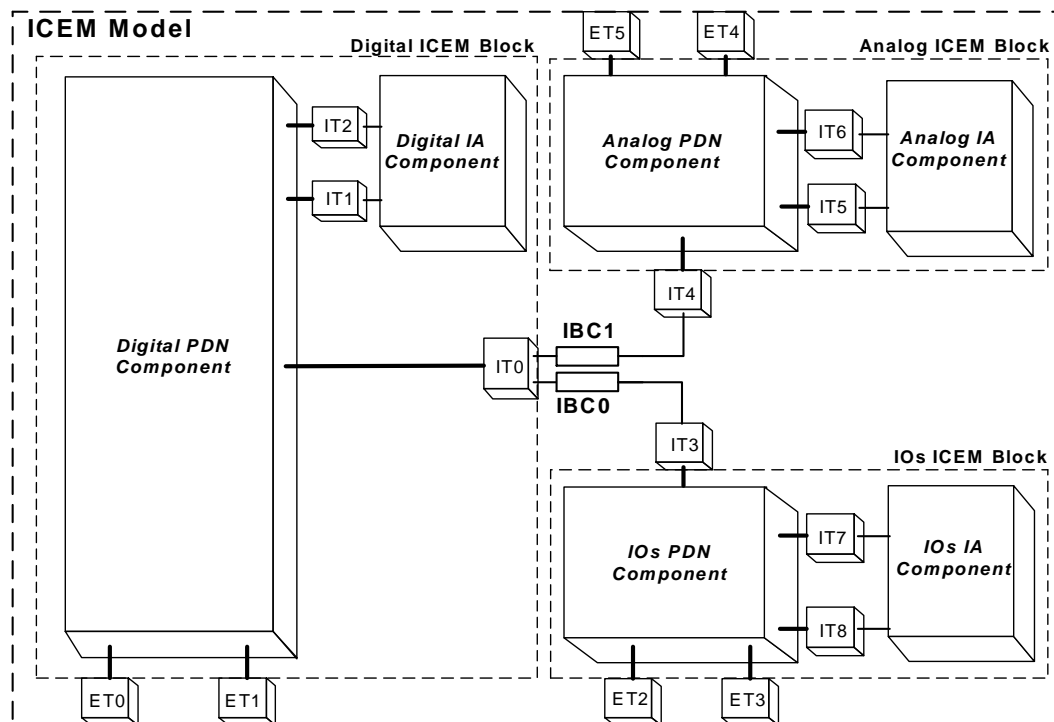 ICEM Model
Digital ICEM Block
ET5
ET4
Analog ICEM Block
IT2
Digital IA
Component
IT1
Analog PDN
Component
IT6
Analog IA
Component
IT5
IT4
Digital PDN
Component
IT0
IBC1
IBC0
IT3
IOs ICEM Block
IOs PDN
Component
IT7
IOs IA
Component
IT8
ET0
ET1
ET2
ET3